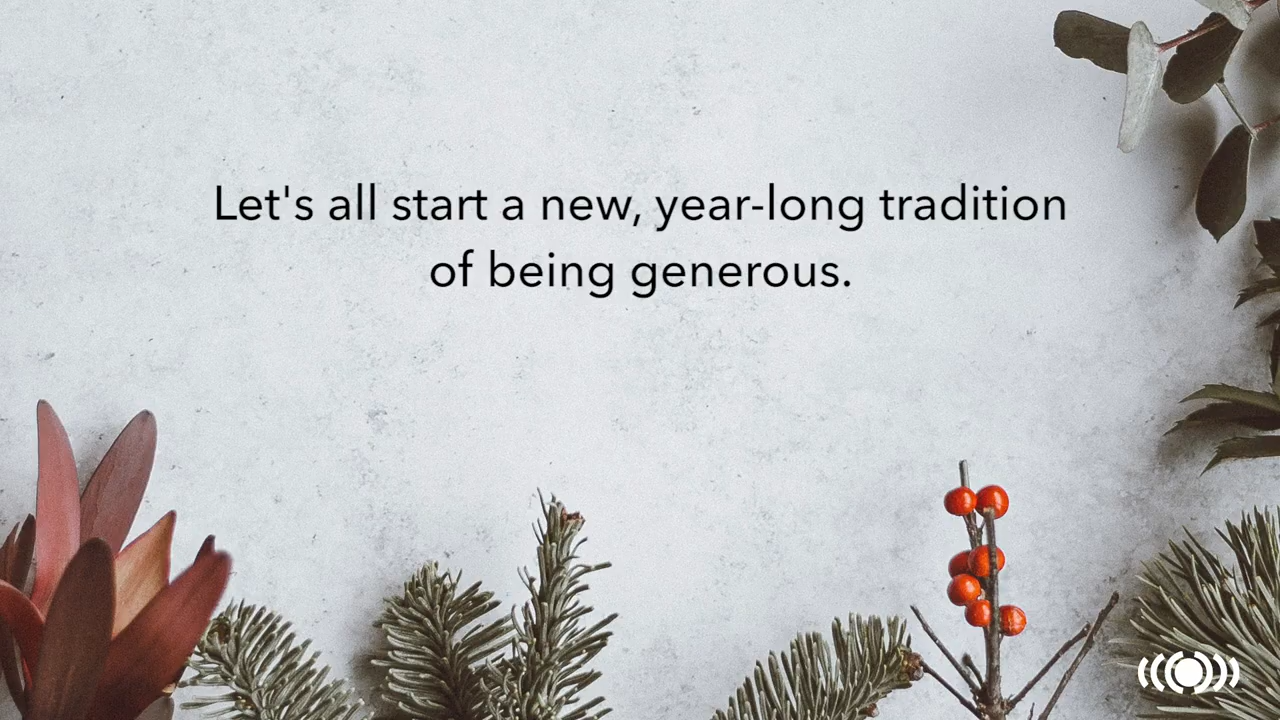 Let's all start a new, year-long tradition
of being generous.